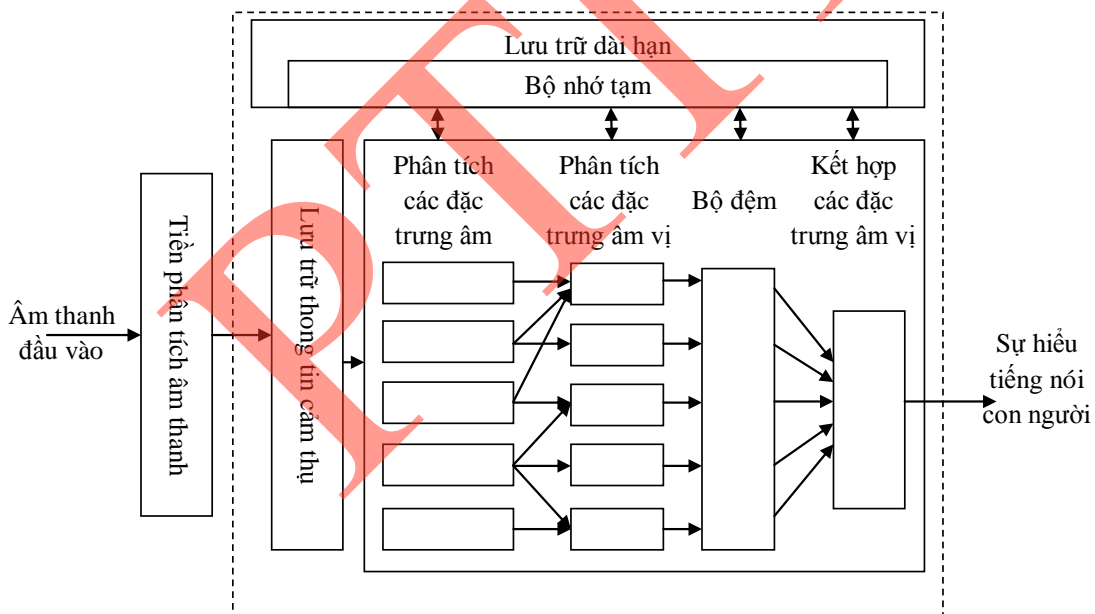 Lưu trữ dài hạn
Bộ nhớ tạm
Âm thanh
đầu vào
Tiền phân tích âm thanh
Lưu trữ thong tin cảm thụ
Phân tích
các đặc
trưng âm
Phân tích
các đặc
trưng âm vị
Bộ đệm
Kết hợp
các đặc
trưng âm vị
Sự hiểu
tiếng nói
con người
PTI